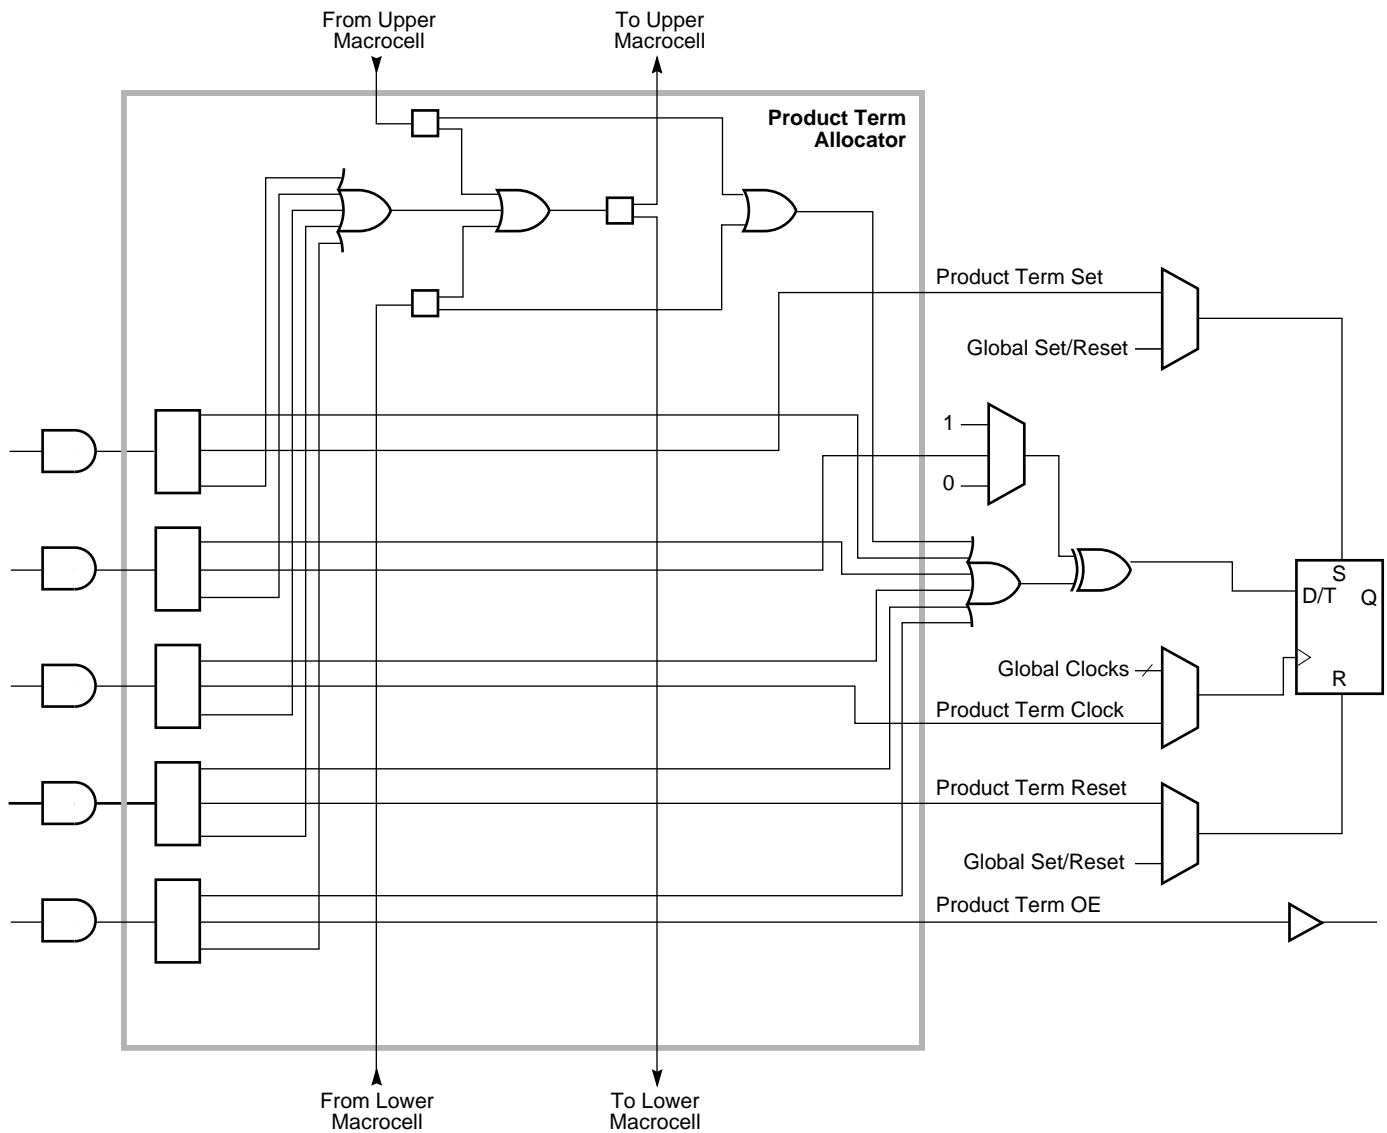 From Upper
Macrocell
To Upper
Macrocell
Product Term
Allocator
Product Term Set
Global Set/Reset
1
0
S
D/T
Q
R
Global Clocks
Product Term Clock
Product Term Reset
Global Set/Reset
Product Term OE
From Lower
Macrocell
To Lower
Macrocell